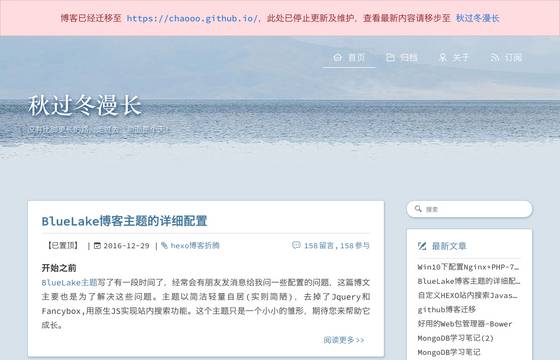 博客已经迁移至 https://chaooo.github.io/，此处已停止更新及维护，查看最新内容请移步至 秋过冬漫长
首页 归档 关于 订阅
秋过冬漫长
BlueLake博客主题的详细配置
【已置顶】 | 2016-12-29 | hexo博客折腾 158留言,158参与
开始之前
BlueLake主题写了有一段时间了，经常会有朋友发消息给我问一些配置的问题，这篇博文
主要也是为了解决这些问题。主题以简洁轻量自居(实则简陋)，去掉了Jquery和
Fancybox,用原生JS实现站内搜索功能。这个主题只是一个小小的雏形，期待您来帮助它
成长。
阅读更多 >>
搜索
最新文章
Win10下配置Nginx+PHP-7...
BlueLake博客主题的详细配...
自定义HEXO站内搜索Javas...
github博客迁移
好用的Web包管理器-Bower
MongoDB学习笔记(2)
MongoDB学习笔记